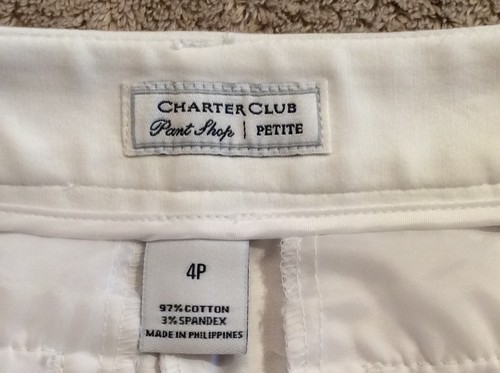 CHARTER CLUB
Pant Shop | PETITE
4P
97% COTTON
3% SPANDEX
MADE IN PHILIPPINES